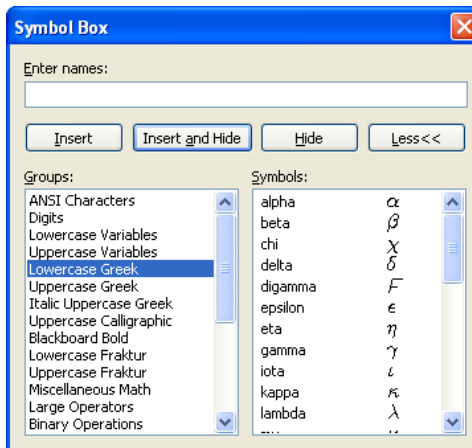 Symbol Box
Enter names:
Insert
Insert and Hide
Hide
Less<<
Groups:
ANSI Characters
Digits
Lowercase Variables
Uppercase Variables
Lowercase Greek
Uppercase Greek
Italic Uppercase Greek
Uppercase Calligraphic
Blackboard Bold
Lowercase Fraktur
Uppercase Fraktur
Miscellaneous Math
Large Operators
Binary Operations
Symbols:
alpha α
beta β
chi χ
delta δ
digamma Ϝ
epsilon ϵ
eta η
gamma γ
iota ι
kappa κ
lambda λ